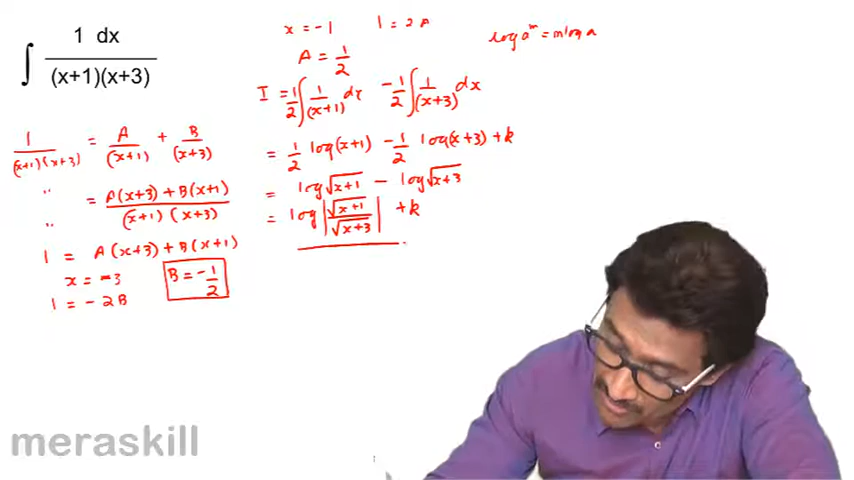 ∫ 1 dx / (x+1)(x+3)
1/(x+1)(x+3) = A/(x+1) + B/(x+3)
" = A(x+3) + B(x+1) / (x+1)(x+3)
"
1 = A(x+3) + B(x+1)
x = -3 B = -1/2
1 = -2B
x = -1 1 = 2A
A = 1/2
log a^m = m log a
I = 1/2 ∫ 1/(x+1) dx - 1/2 ∫ 1/(x+3) dx
= 1/2 log(x+1) - 1/2 log(x+3) + k
= log √x+1 - log √x+3
= log |√x+1 / √x+3| + k
meraskill